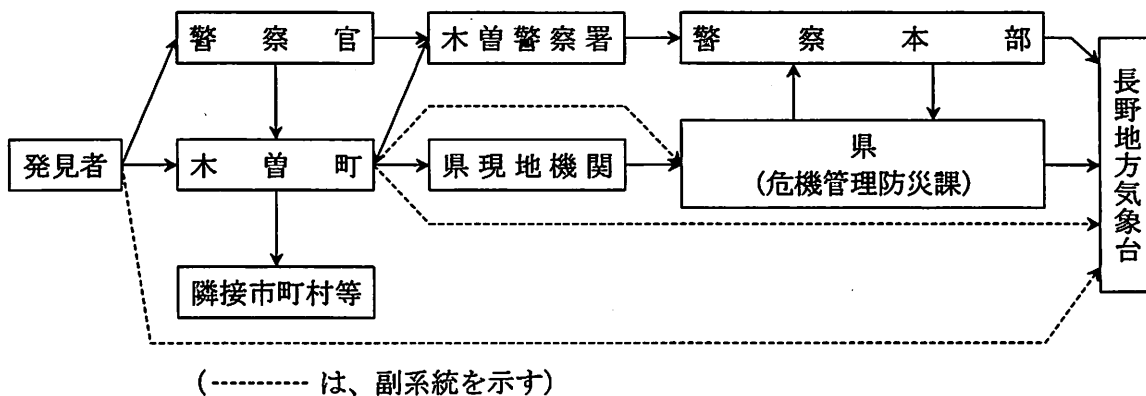 警察官
木曽警察署
警察本部
発見者
木曽町
県現地機関
県
(危機管理防災課)
長野地方気象台
隣接市町村等
(-------- は、副系統を示す)